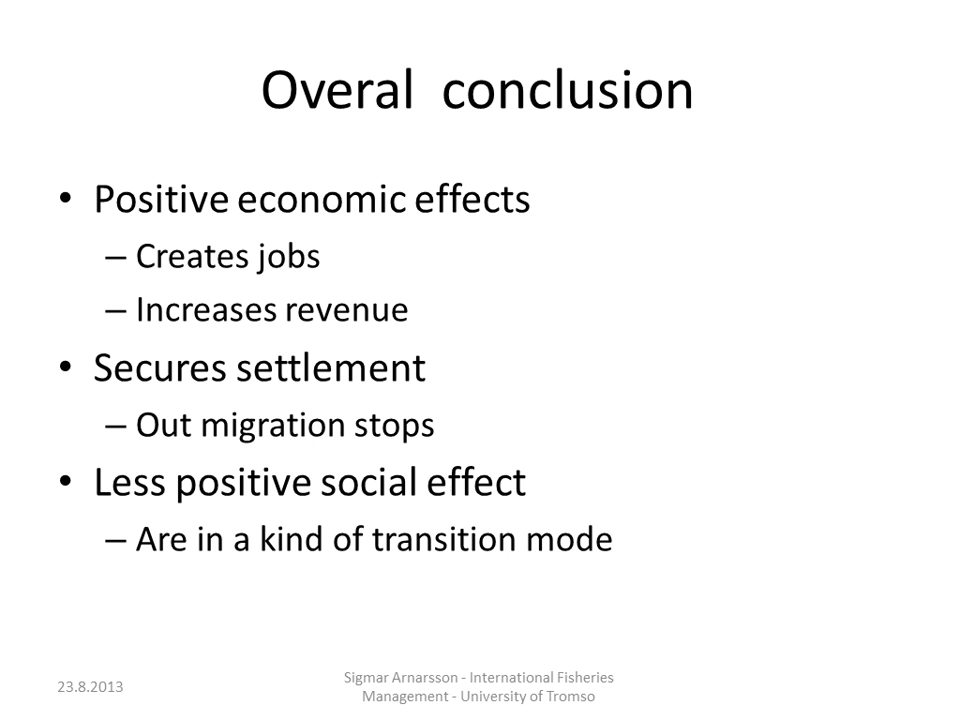 Overal conclusion
• Positive economic effects
– Creates jobs
– Increases revenue
• Secures settlement
– Out migration stops
• Less positive social effect
– Are in a kind of transition mode
23.8.2013
Sigmar Arnarsson - International Fisheries
Management - University of Tromso